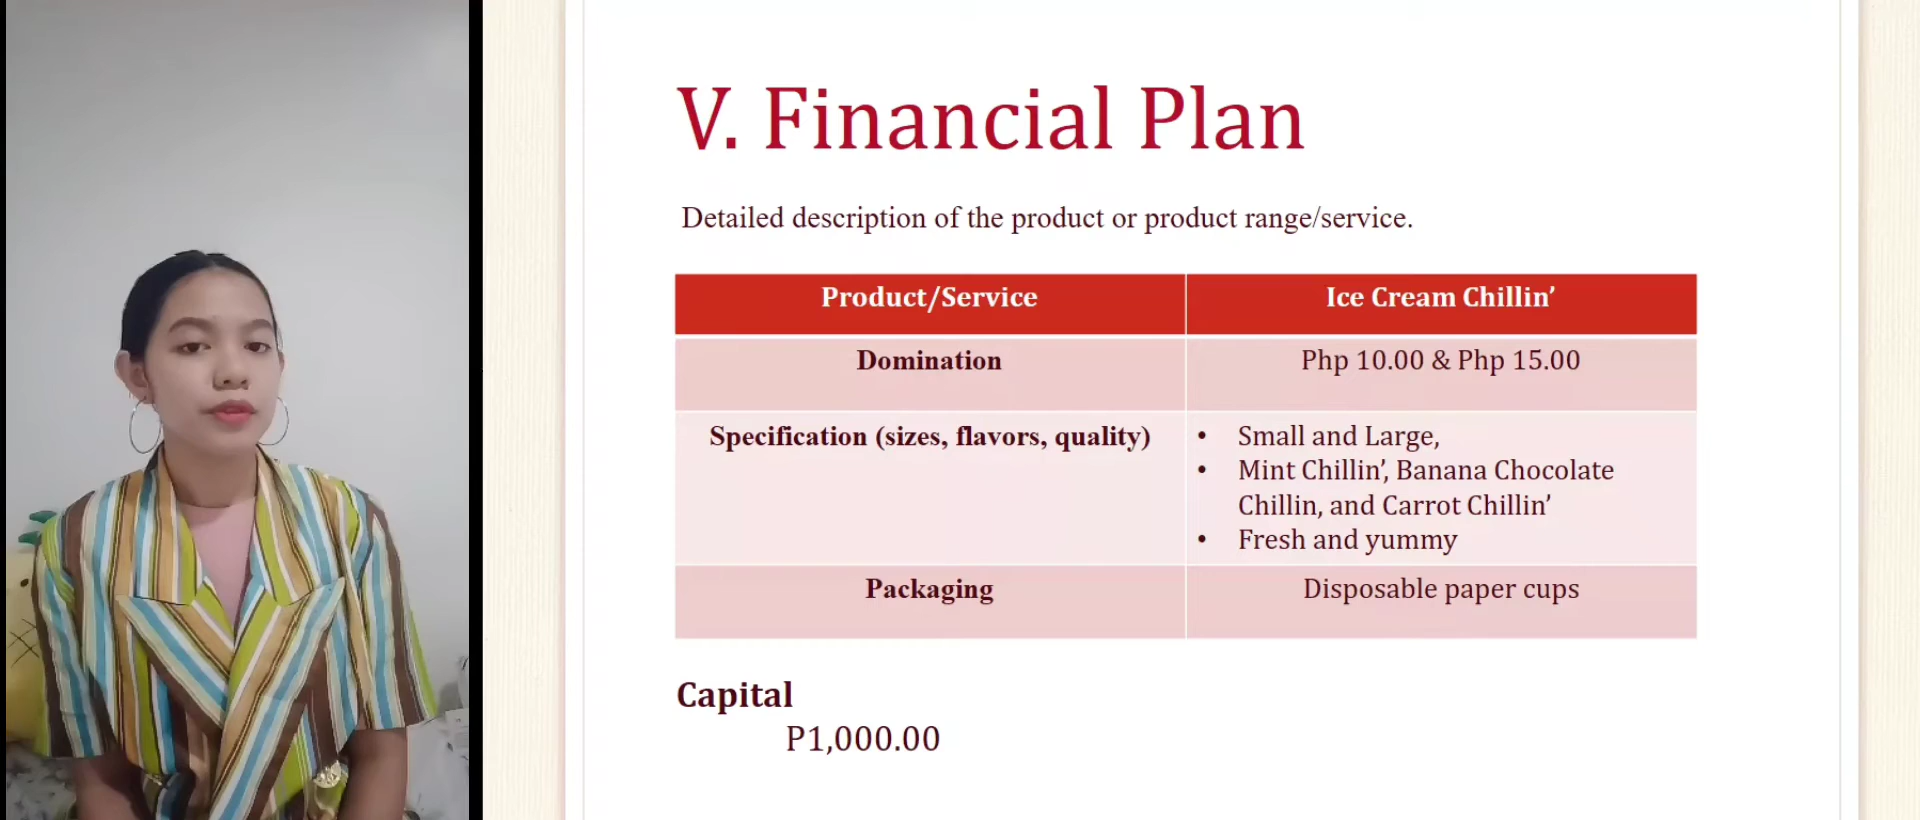 V. Financial Plan
Detailed description of the product or product range/service.
Product/Service
Ice Cream Chillin’
Domination
Php 10.00 & Php 15.00
Specification (sizes, flavors, quality)
• Small and Large,
• Mint Chillin’, Banana Chocolate
Chillin, and Carrot Chillin’
• Fresh and yummy
Packaging
Disposable paper cups
Capital
P1,000.00